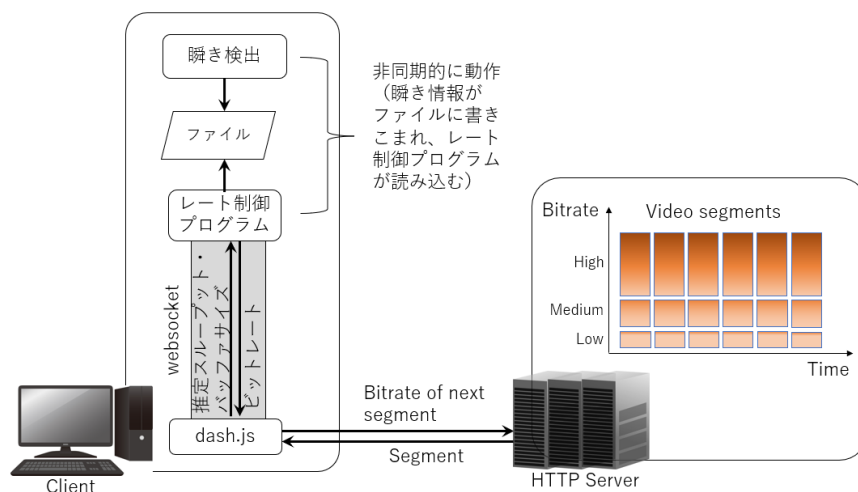 瞬き検出
ファイル
レート制御
プログラム
非同期的に動作
（瞬き情報が
ファイルに書き
こまれ、レート
制御プログラム
が読み込む）
websocket
推定スループット・
バッファサイズ
ビットレート
dash.js
Client
Bitrate of next
segment
Segment
HTTP Server
Bitrate
Video segments
High
Medium
Low
Time